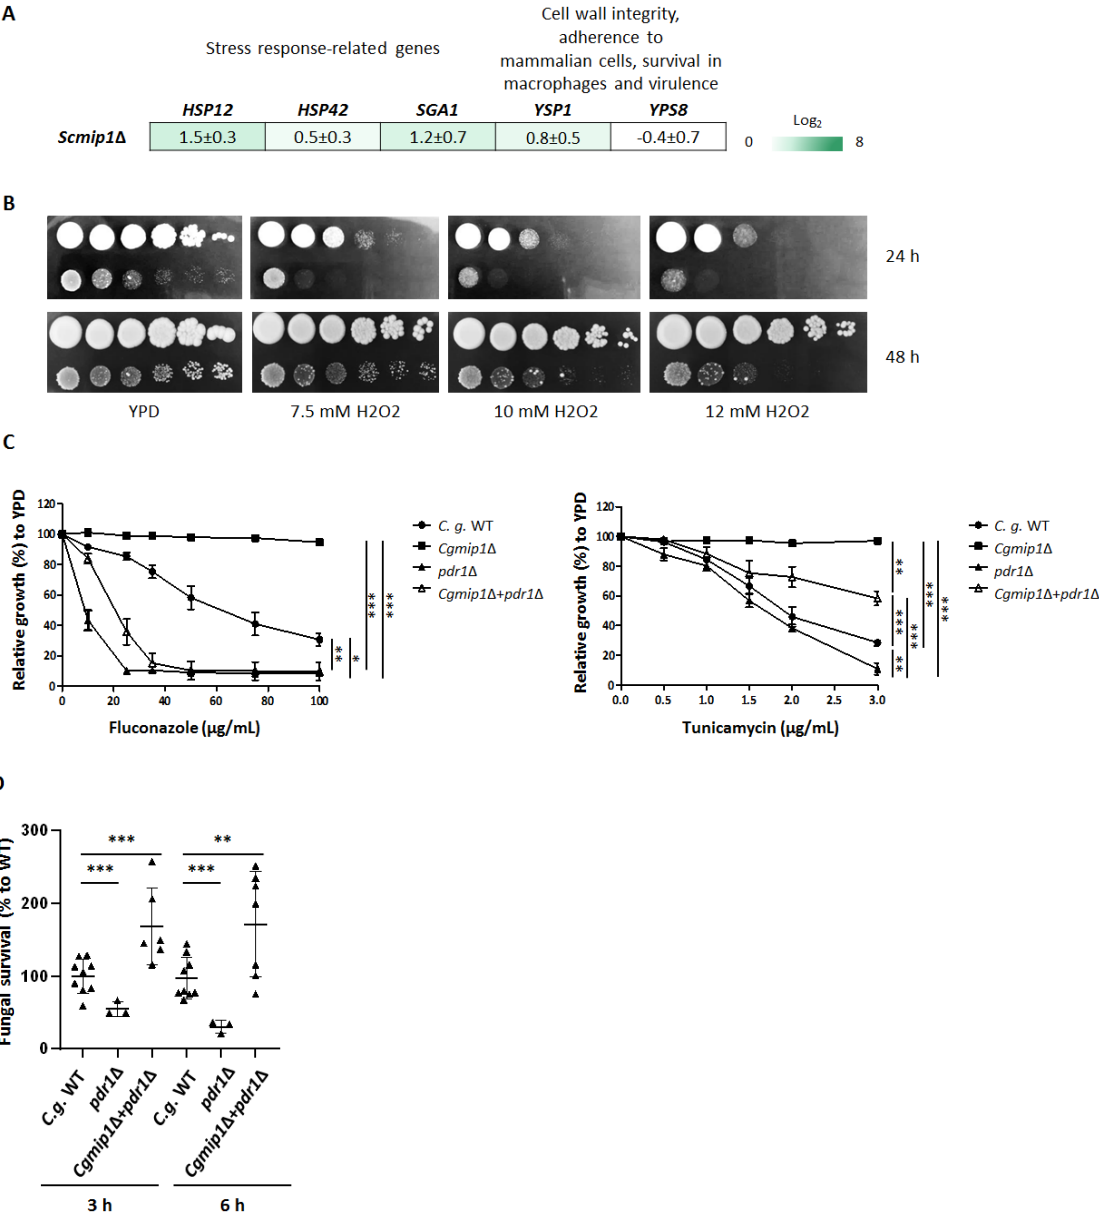 A
Stress response-related genes
Cell wall integrity,
adherence to
mammalian cells, survival in
macrophages and virulence
HSP12 HSP42 SGA1 YSP1 YPS8
Scmip1Δ 1.5±0.3 0.5±0.3 1.2±0.7 0.8±0.5 -0.4±0.7
Log2
0 8
B
24 h
48 h
YPD 7.5 mM H2O2 10 mM H2O2 12 mM H2O2
C
Relative growth (%) to YPD
120
100
80
60
40
20
0
0 20 40 60 80 100
Fluconazole (µg/mL)
C. g. WT
Cgmip1Δ
pdr1Δ
Cgmip1Δ+pdr1Δ
** * *** ***
Relative growth (%) to YPD
120
100
80
60
40
20
0
0.0 0.5 1.0 1.5 2.0 2.5 3.0
Tunicamycin (µg/mL)
C. g. WT
Cgmip1Δ
pdr1Δ
Cgmip1Δ+pdr1Δ
** *** ** *** *** ***
D
Fungal survival (% to WT)
300
200
100
0
*** **
*** ***
C.g. WT pdr1Δ Cgmip1Δ+pdr1Δ C.g. WT pdr1Δ Cgmip1Δ+pdr1Δ
3 h 6 h